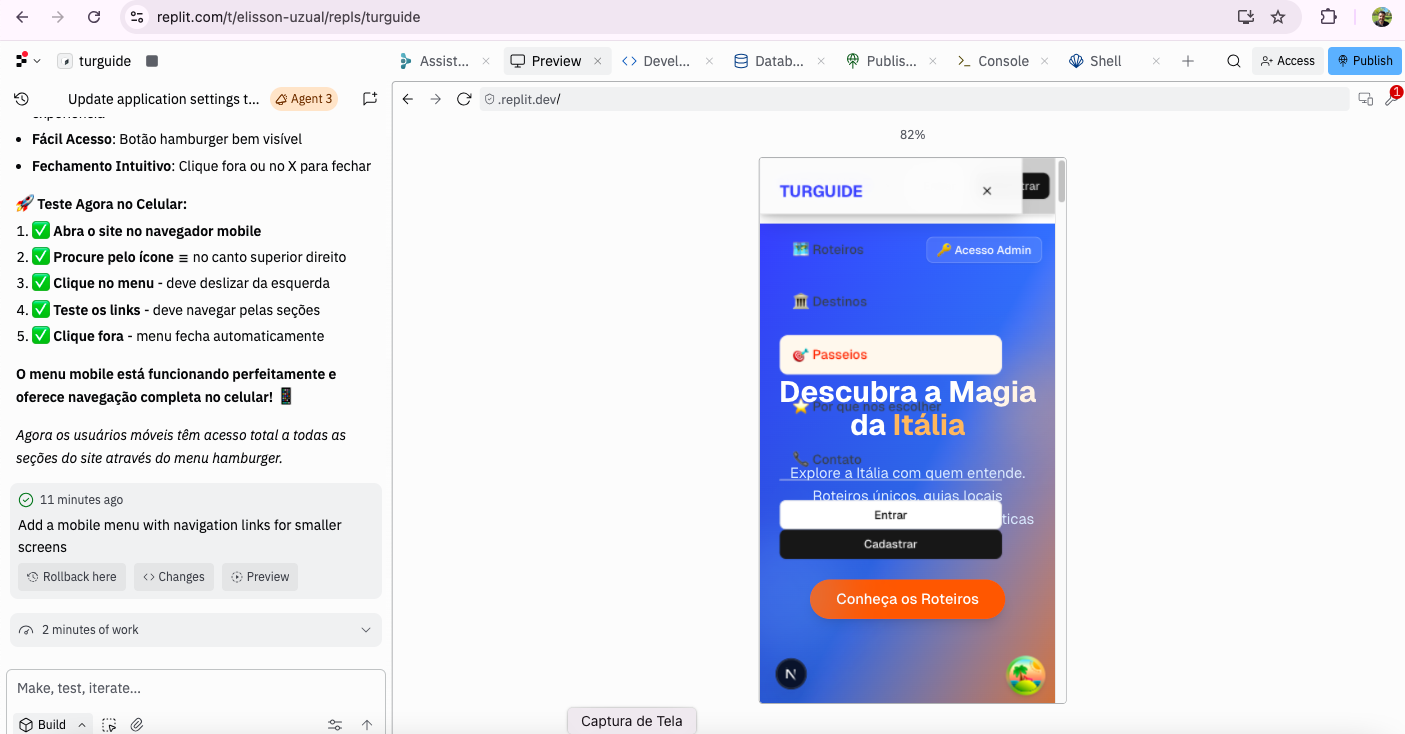 replit.com/t/elisson-uzual/repls/turguide
turguide
Assist...
Preview
Devel...
Datab...
Publis...
Console
Shell
Access
Publish
Update application settings t...
Agent 3
.replit.dev/
1
experiência
82%
• Fácil Acesso: Botão hamburger bem visível
• Fechamento Intuitivo: Clique fora ou no X para fechar
🚀 Teste Agora no Celular:
1. ✅ Abra o site no navegador mobile
2. ✅ Procure pelo ícone ≡ no canto superior direito
3. ✅ Clique no menu - deve deslizar da esquerda
4. ✅ Teste os links - deve navegar pelas seções
5. ✅ Clique fora - menu fecha automaticamente
O menu mobile está funcionando perfeitamente e
oferece navegação completa no celular! 📱
Agora os usuários móveis têm acesso total a todas as
seções do site através do menu hamburger.
11 minutes ago
Add a mobile menu with navigation links for smaller
screens
Rollback here
Changes
Preview
2 minutes of work
Make, test, iterate...
Build
TURGUIDE
×
trar
🗺️ Roteiros
🔑 Acesso Admin
🏛️ Destinos
🎯 Passeios
Descubra a Magia
⭐ Por que nos escolher
da Itália
📞 Contato
Explore a Itália com quem entende.
Roteiros únicos, guias locais
ticas
Entrar
Cadastrar
Conheça os Roteiros
N
Captura de Tela